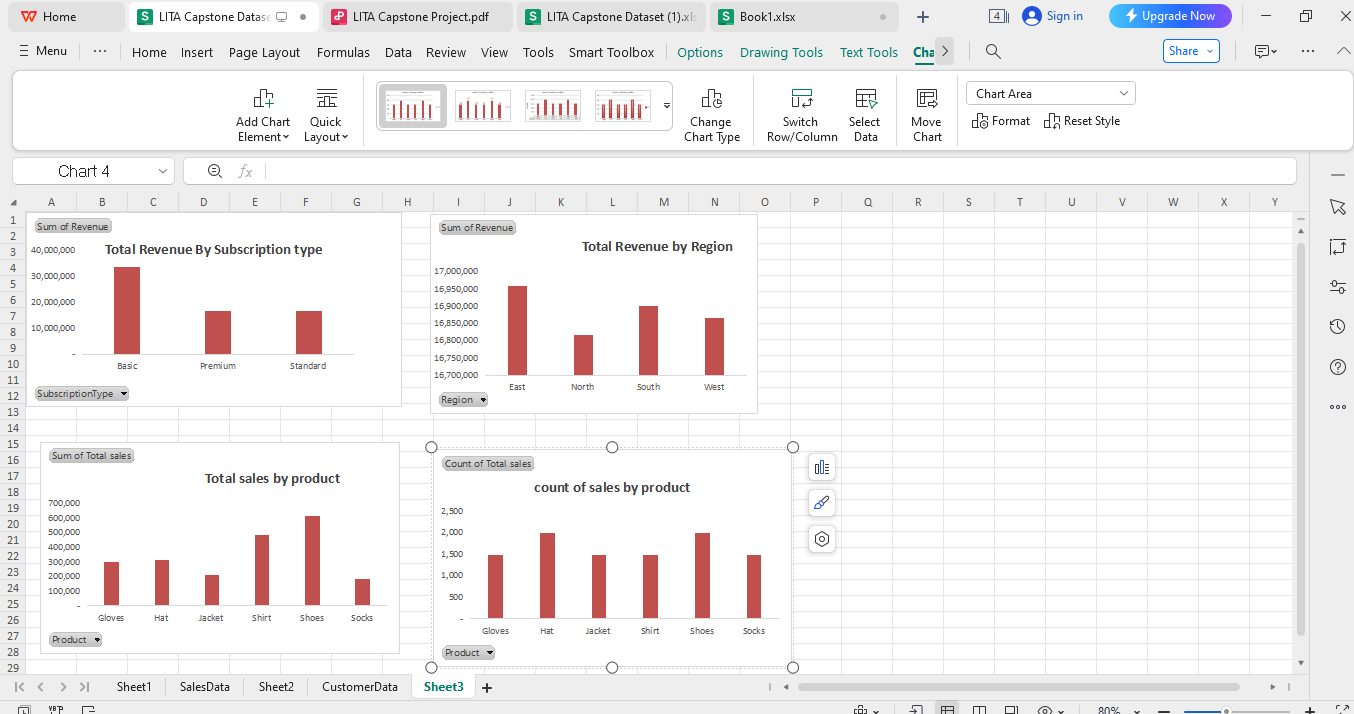 Home
LITA Capstone Datase
LITA Capstone Project.pdf
LITA Capstone Dataset (1).xl
Book1.xlsx
4
Sign in
Upgrade Now
Menu
Home Insert Page Layout Formulas Data Review View Tools Smart Toolbox Options Drawing Tools Text Tools Cha
Share
Add Chart Element
Quick Layout
Change Chart Type
Switch Row/Column
Select Data
Move Chart
Chart Area
Format
Reset Style
Chart 4
fx
A B C D E F G H I J K L M N O P Q R S T U V W X Y
1
2
3
4
5
6
7
8
9
10
11
12
13
14
15
16
17
18
19
20
21
22
23
24
25
26
27
28
29
Sum of Revenue
Total Revenue By Subscription type
40,000,000
30,000,000
20,000,000
10,000,000
-
Basic Premium Standard
SubscriptionType
Sum of Revenue
Total Revenue by Region
17,000,000
16,950,000
16,900,000
16,850,000
16,800,000
16,750,000
16,700,000
East North South West
Region
Sum of Total sales
Total sales by product
700,000
600,000
500,000
400,000
300,000
200,000
100,000
-
Gloves Hat Jacket Shirt Shoes Socks
Product
Count of Total sales
count of sales by product
2,500
2,000
1,500
1,000
500
-
Gloves Hat Jacket Shirt Shoes Socks
Product
Sheet1 SalesData Sheet2 CustomerData Sheet3
80%